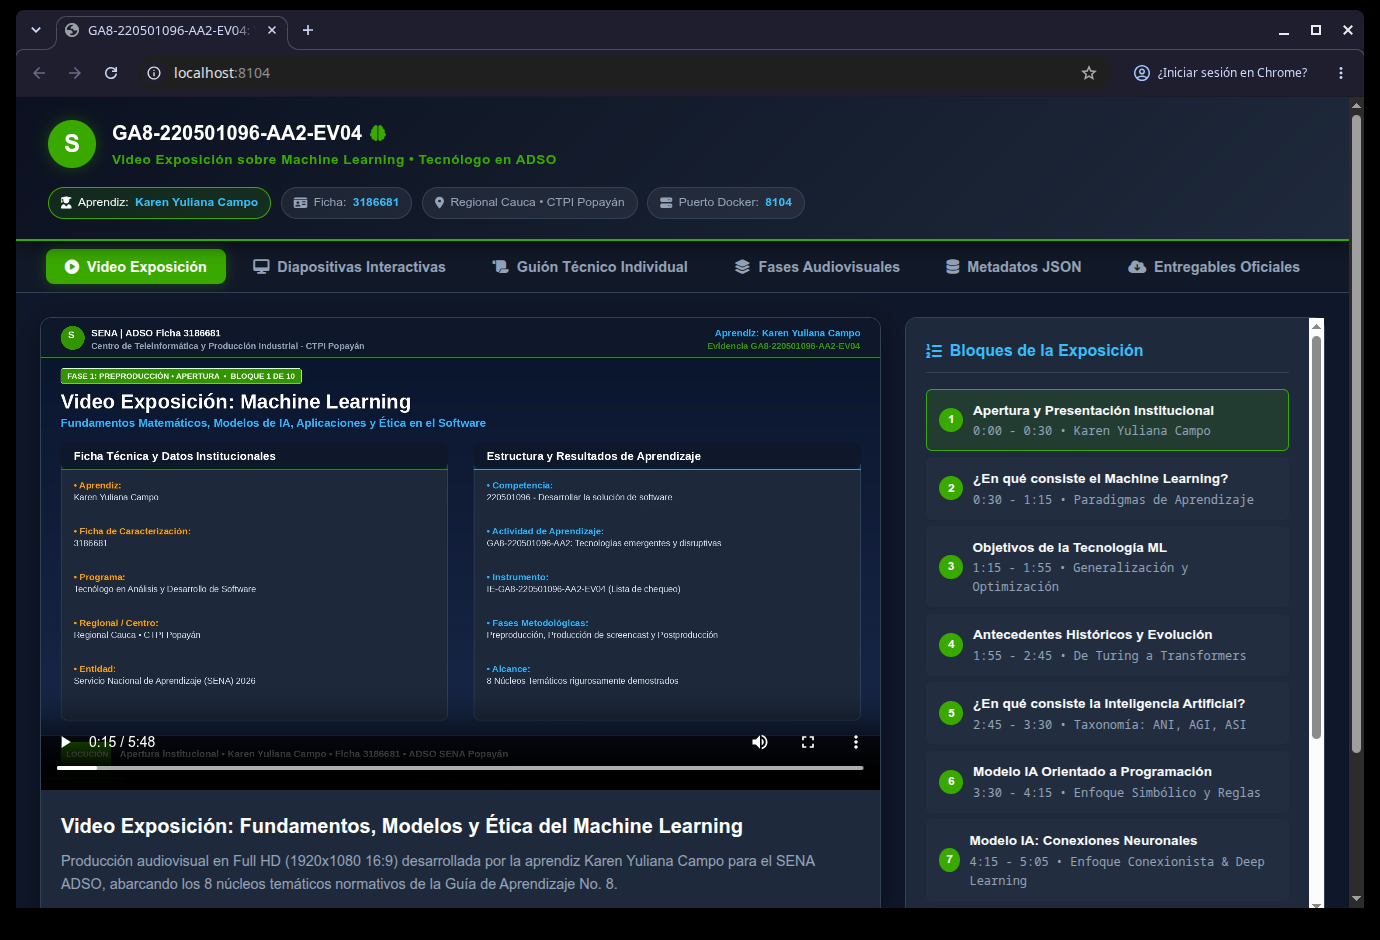 GA8-220501096-AA2-EV04:
localhost:8104
¿Iniciar sesión en Chrome?
S
GA8-220501096-AA2-EV04
Video Exposición sobre Machine Learning • Tecnólogo en ADSO
Aprendiz: Karen Yuliana Campo
Ficha: 3186681
Regional Cauca • CTPI Popayán
Puerto Docker: 8104
Video Exposición
Diapositivas Interactivas
Guión Técnico Individual
Fases Audiovisuales
Metadatos JSON
Entregables Oficiales
S
SENA | ADSO Ficha 3186681
Centro de Teleinformática y Producción Industrial - CTPI Popayán
Aprendiz: Karen Yuliana Campo
Evidencia GA8-220501096-AA2-EV04
FASE 1: PREPRODUCCIÓN • APERTURA • BLOQUE 1 DE 10
Video Exposición: Machine Learning
Fundamentos Matemáticos, Modelos de IA, Aplicaciones y Ética en el Software
Ficha Técnica y Datos Institucionales
• Aprendiz:
Karen Yuliana Campo
• Ficha de Caracterización:
3186681
• Programa:
Tecnólogo en Análisis y Desarrollo de Software
• Regional / Centro:
Regional Cauca • CTPI Popayán
• Entidad:
Servicio Nacional de Aprendizaje (SENA) 2026
Estructura y Resultados de Aprendizaje
• Competencia:
220501096 - Desarrollar la solución de software
• Actividad de Aprendizaje:
GA8-220501096-AA2: Tecnologías emergentes y disruptivas
• Instrumento:
IE-GA8-220501096-AA2-EV04 (Lista de chequeo)
• Fases Metodológicas:
Preproducción, Producción de screencast y Postproducción
• Alcance:
8 Núcleos Temáticos rigurosamente demostrados
0:15 / 5:48
LOCUCIÓN
Apertura Institucional • Karen Yuliana Campo • Ficha 3186681 • ADSO SENA Popayán
Video Exposición: Fundamentos, Modelos y Ética del Machine Learning
Producción audiovisual en Full HD (1920x1080 16:9) desarrollada por la aprendiz Karen Yuliana Campo para el SENA
ADSO, abarcando los 8 núcleos temáticos normativos de la Guía de Aprendizaje No. 8.
Bloques de la Exposición
1
Apertura y Presentación Institucional
0:00 - 0:30 • Karen Yuliana Campo
2
¿En qué consiste el Machine Learning?
0:30 - 1:15 • Paradigmas de Aprendizaje
3
Objetivos de la Tecnología ML
1:15 - 1:55 • Generalización y
Optimización
4
Antecedentes Históricos y Evolución
1:55 - 2:45 • De Turing a Transformers
5
¿En qué consiste la Inteligencia Artificial?
2:45 - 3:30 • Taxonomía: ANI, AGI, ASI
6
Modelo IA Orientado a Programación
3:30 - 4:15 • Enfoque Simbólico y Reglas
7
Modelo IA: Conexiones Neuronales
4:15 - 5:05 • Enfoque Conexionista & Deep
Learning